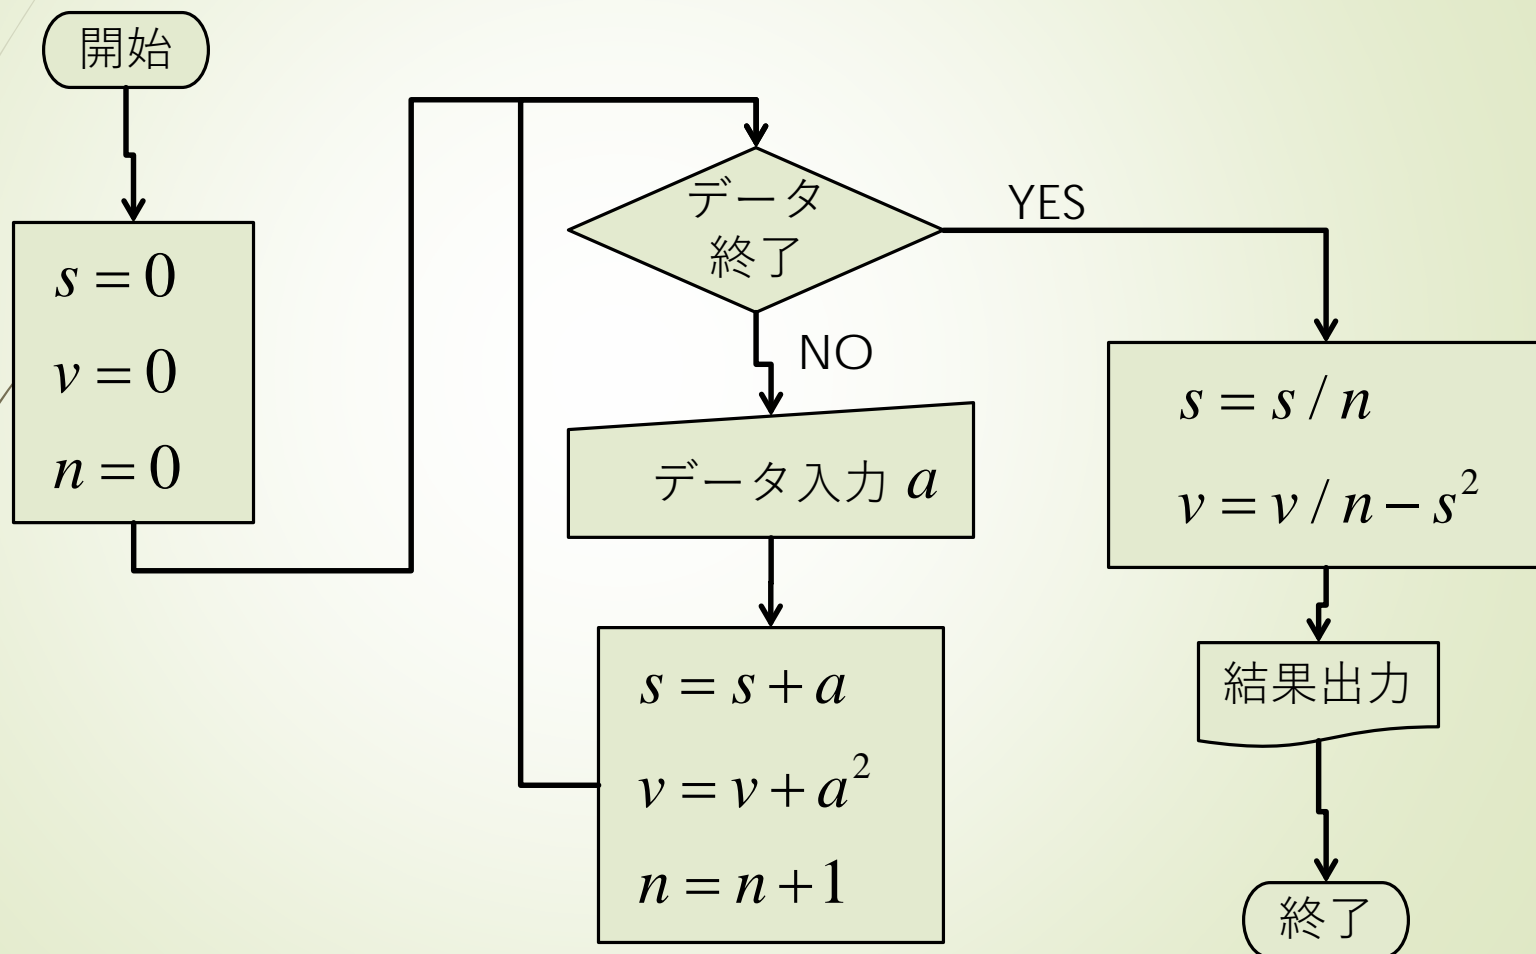 開始
s = 0
v = 0
n = 0
データ
終了
YES
NO
データ入力 a
s = s + a
v = v + a²
n = n + 1
s = s / n
v = v / n − s²
結果出力
終了